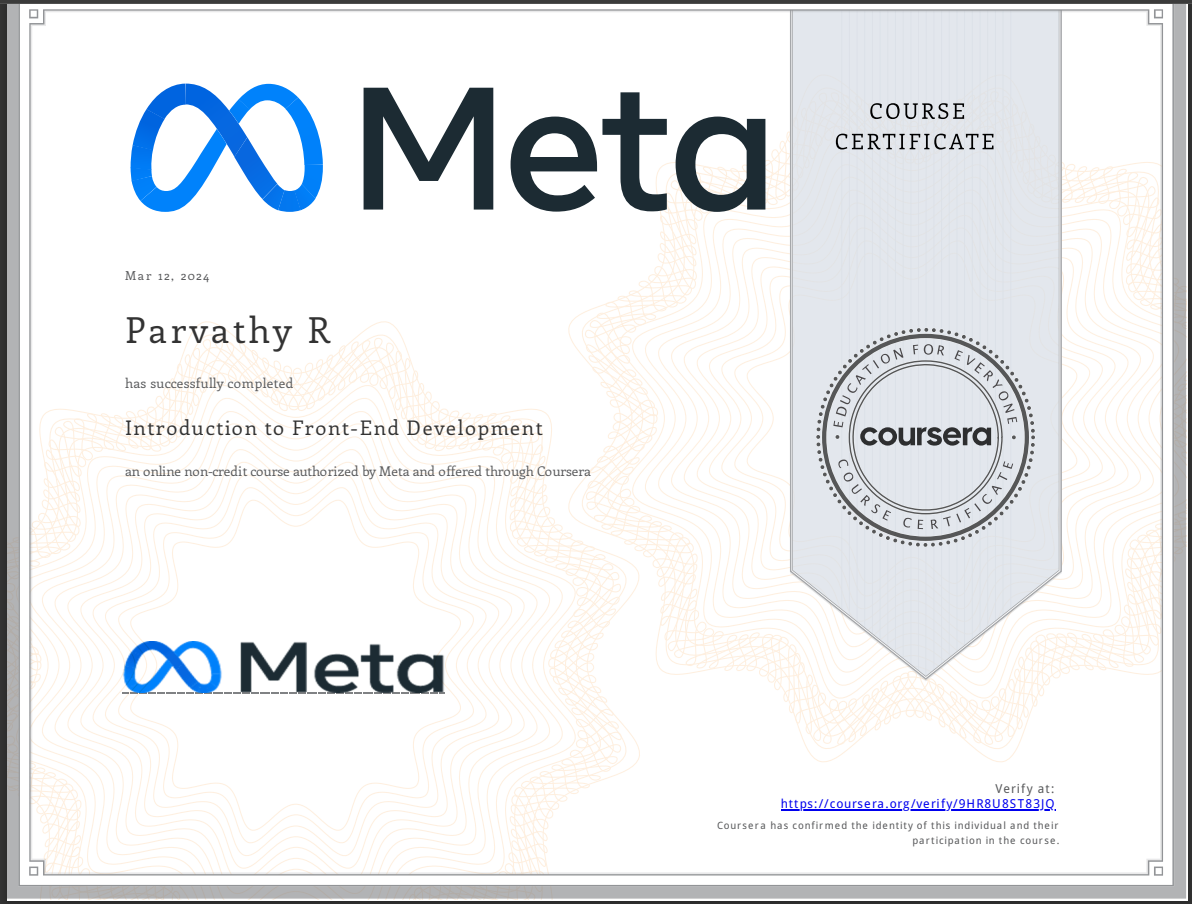 Meta
COURSE
CERTIFICATE
Mar 12, 2024
Parvathy R
has successfully completed
Introduction to Front-End Development
an online non-credit course authorized by Meta and offered through Coursera
EDUCATION FOR EVERYONE
coursera
COURSE CERTIFICATE
Meta
Verify at:
https://coursera.org/verify/9HR8U8ST83JQ
Coursera has confirmed the identity of this individual and their
participation in the course.